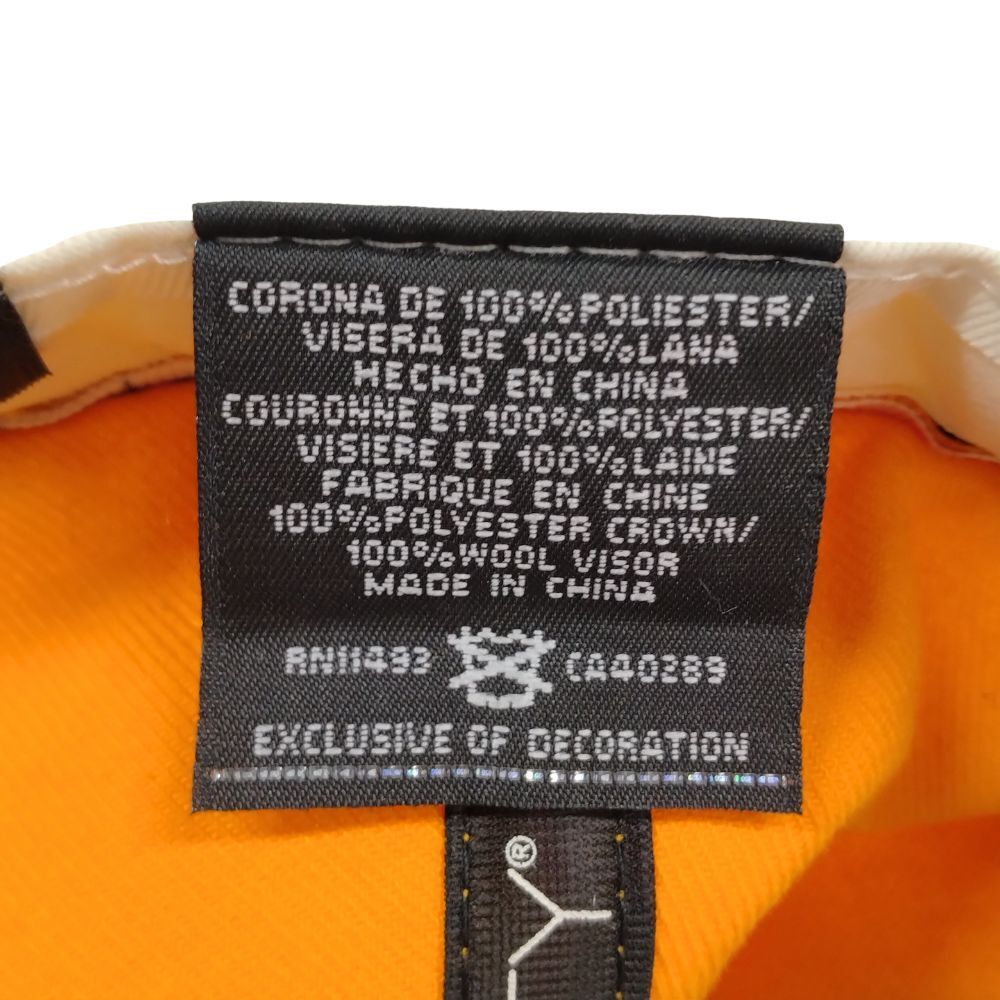 CORONA DE 100%POLIESTER/
VISERA DE 100%LANA
HECHO EN CHINA
COURONNE ET 100%POLYESTER/
VISIERE ET 100%LAINE
FABRIQUE EN CHINE
100%POLYESTER CROWN/
100%WOOL VISOR
MADE IN CHINA
RN11492 CA40289
EXCLUSIVE OF DECORATION
Y®